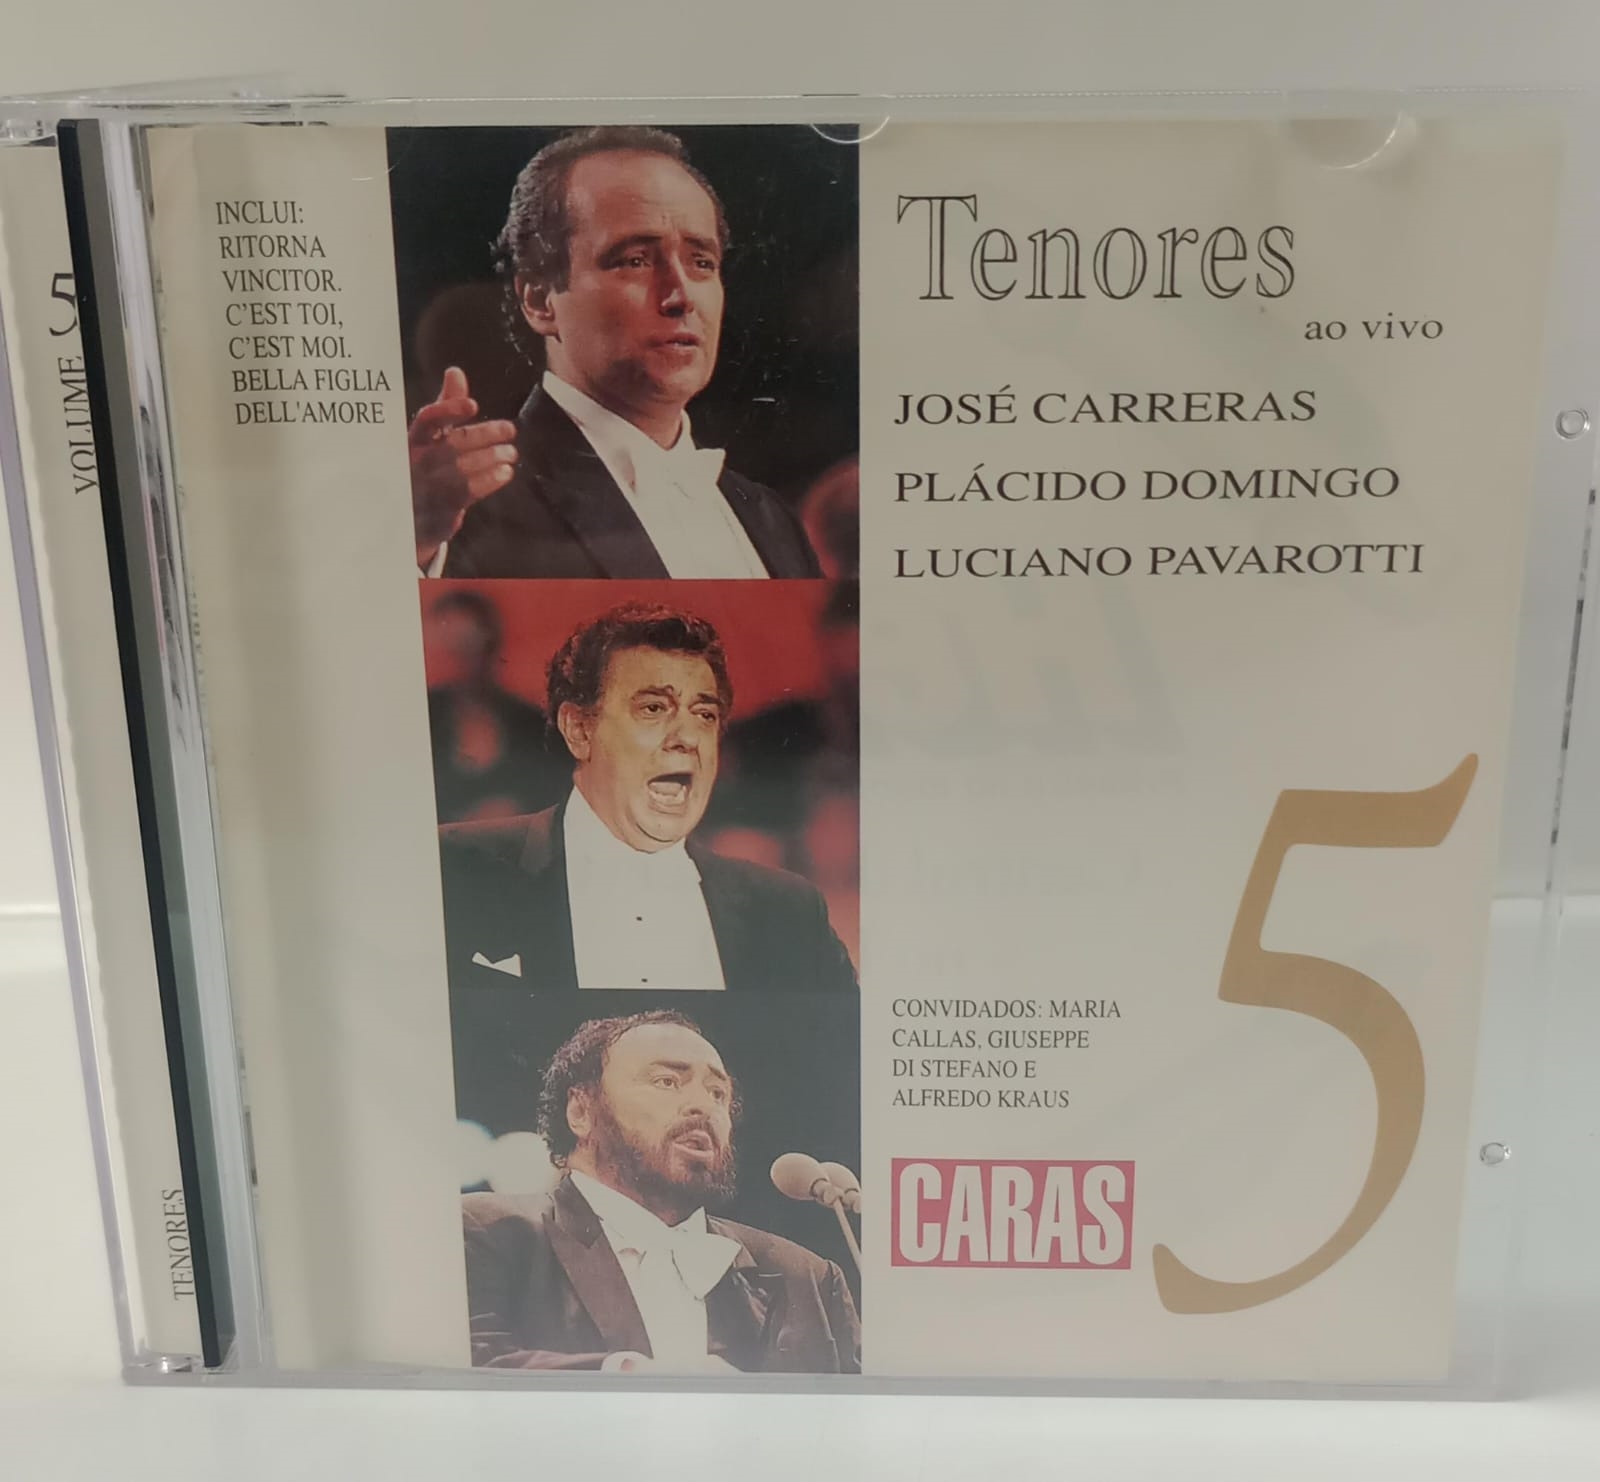 VOLUME 5
TENORES
INCLUI:
RITORNA
VINCITOR.
C'EST TOI,
C'EST MOI.
BELLA FIGLIA
DELL'AMORE
Tenores
ao vivo
JOSÉ CARRERAS
PLÁCIDO DOMINGO
LUCIANO PAVAROTTI
5
CONVIDADOS: MARIA
CALLAS, GIUSEPPE
DI STEFANO E
ALFREDO KRAUS
CARAS